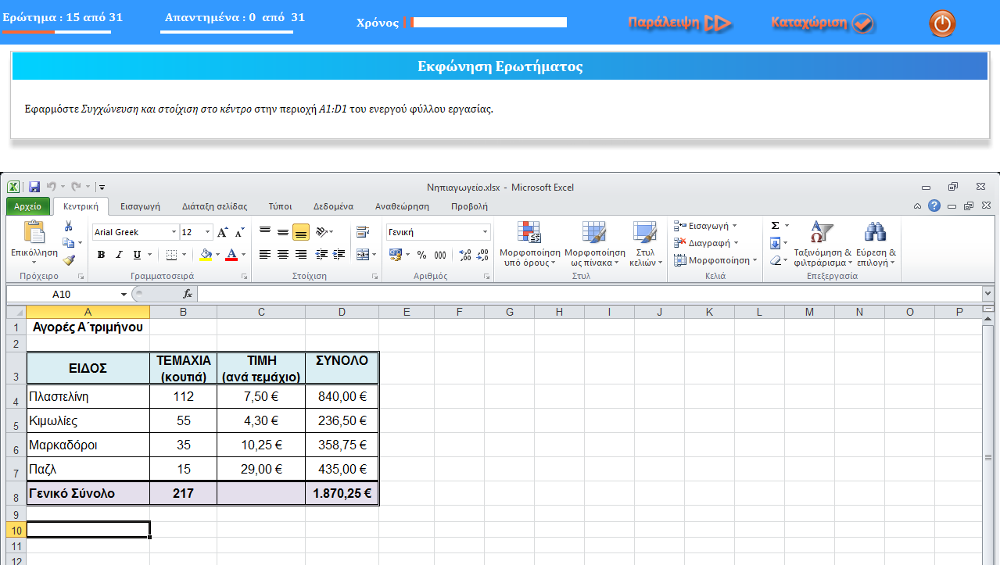 Ερώτημα : 15 από 31 Απαντημένα : 0 από 31 Χρόνος Παράλειψη Καταχώριση
Εκφώνηση Ερωτήματος
Εφαρμόστε Συγχώνευση και στοίχιση στο κέντρο στην περιοχή A1:D1 του ενεργού φύλλου εργασίας.
Νηπιαγωγείο.xlsx - Microsoft Excel
Αρχείο Κεντρική Εισαγωγή Διάταξη σελίδας Τύποι Δεδομένα Αναθεώρηση Προβολή
Επικόλληση
Πρόχειρο
Arial Greek 12
B I U
Γραμματοσειρά
Στοίχιση
Γενική
% 000
Αριθμός
Μορφοποίηση υπό όρους
Μορφοποίηση ως πίνακα
Στυλ κελιών
Στυλ
Εισαγωγή
Διαγραφή
Μορφοποίηση
Κελιά
Σ
Ταξινόμηση & φιλτράρισμα
Εύρεση & επιλογή
Επεξεργασία
A10 fx
A B C D E F G H I J K L M N O P
1 Αγορές Α΄τριμήνου
2
3 ΕΙΔΟΣ ΤΕΜΑΧΙΑ (κουτιά) ΤΙΜΗ (ανά τεμάχιο) ΣΥΝΟΛΟ
4 Πλαστελίνη 112 7,50 € 840,00 €
5 Κιμωλίες 55 4,30 € 236,50 €
6 Μαρκαδόροι 35 10,25 € 358,75 €
7 Παζλ 15 29,00 € 435,00 €
8 Γενικό Σύνολο 217 1.870,25 €
9
10
11
12